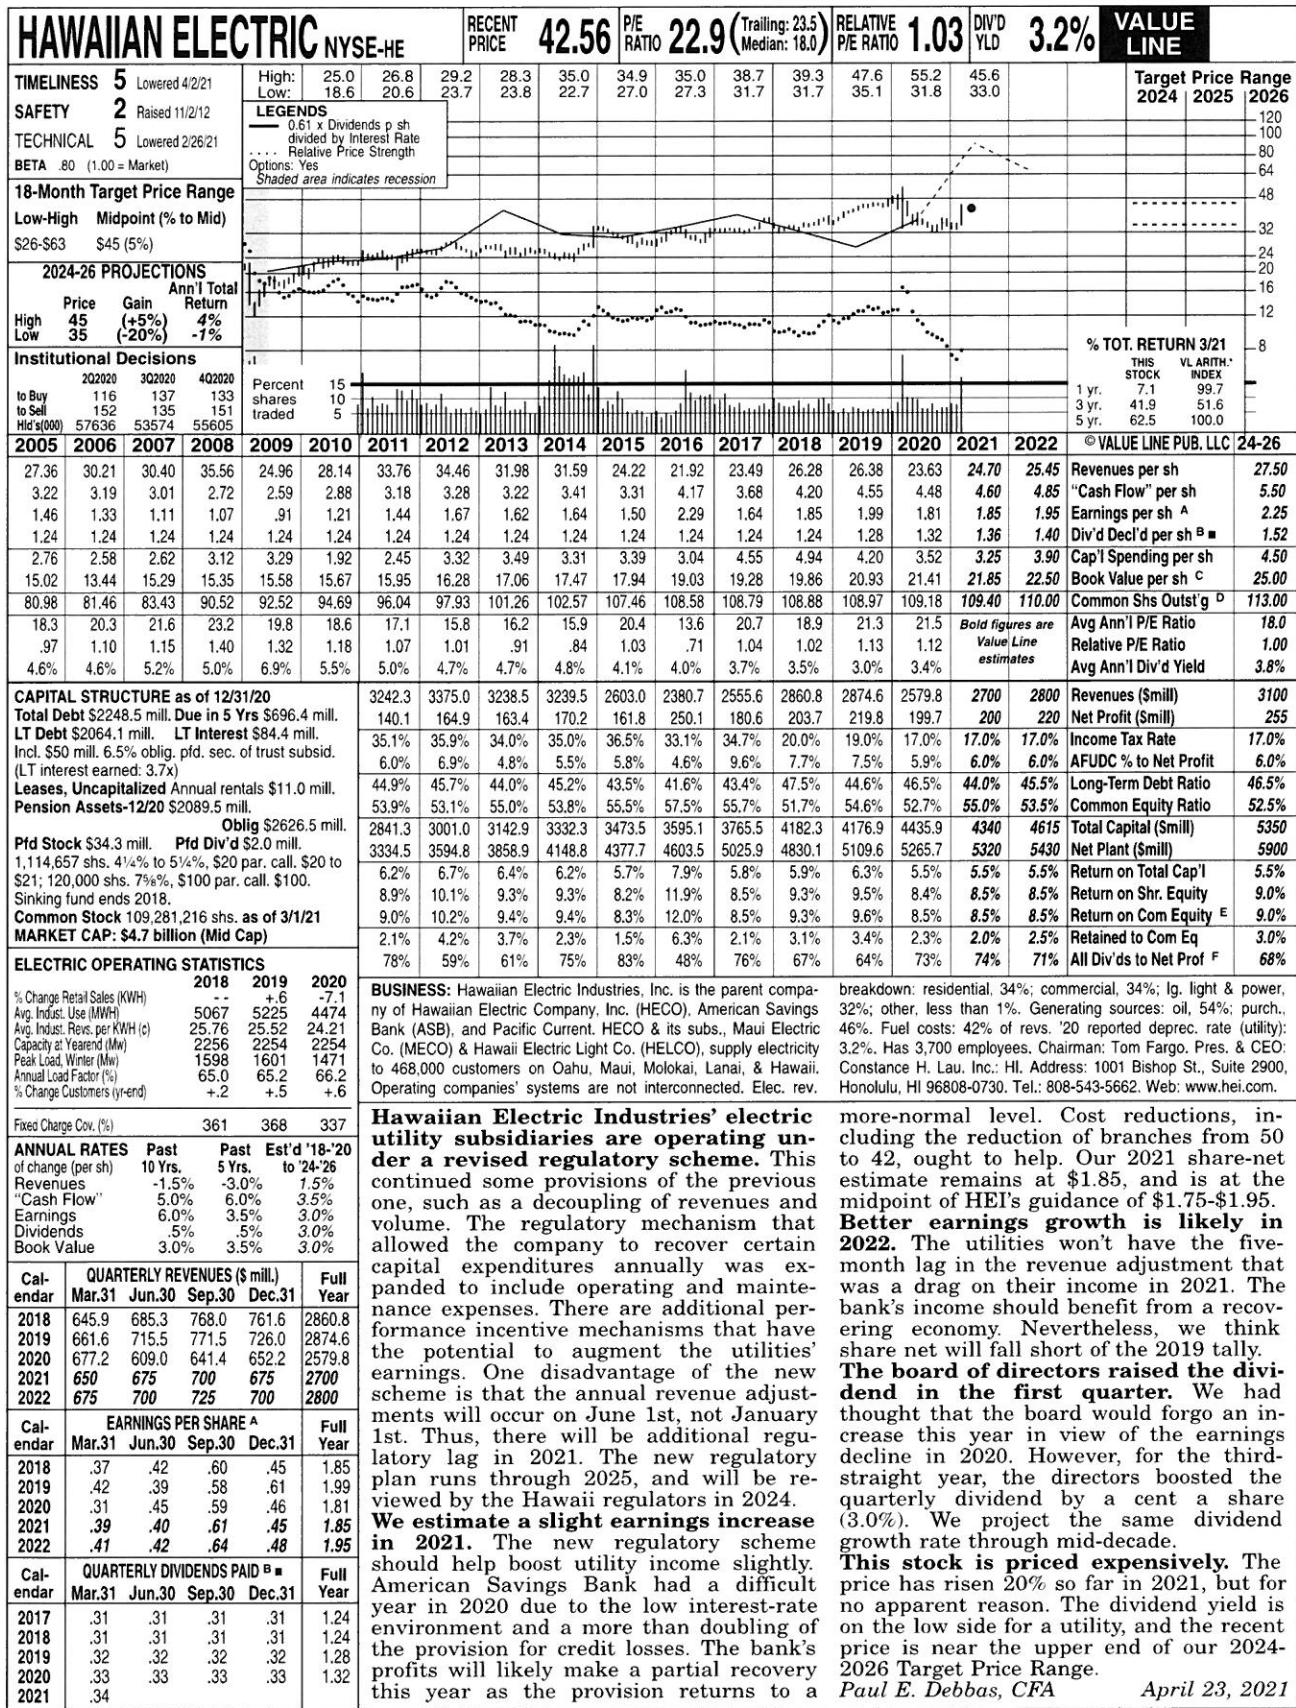 HAWAIIAN ELECTRIC NYSE-HE
RECENT PRICE 42.56 P/E RATIO 22.9 (Trailing: 23.5 Median: 18.0) RELATIVE P/E RATIO 1.03 DIV'D YLD 3.2% VALUE LINE
TIMELINESS 5 Lowered 4/2/21
SAFETY 2 Raised 11/2/12
TECHNICAL 5 Lowered 2/26/21
BETA .80 (1.00 = Market)
18-Month Target Price Range
Low-High Midpoint (% to Mid)
$26-$63 $45 (5%)
2024-26 PROJECTIONS
Ann'l Total
Price Gain Return
High 45 (+5%) 4%
Low 35 (-20%) -1%
Institutional Decisions
2Q2020 3Q2020 4Q2020
to Buy 116 137 133
to Sell 152 135 151
Hld's(000) 57636 53574 55605
High: 25.0 26.8 29.2 28.3 35.0 34.9 35.0 38.7 39.3 47.6 55.2 45.6
Low: 18.6 20.6 23.7 23.8 22.7 27.0 27.3 31.7 31.7 35.1 31.8 33.0
LEGENDS
0.61 x Dividends p sh
divided by Interest Rate
. . . . Relative Price Strength
Options: Yes
Shaded area indicates recession
Target Price Range
2024 2025 2026
120
100
80
64
48
32
24
20
16
12
8
% TOT. RETURN 3/21
THIS VL ARITH.*
STOCK INDEX
1 yr. 7.1 99.7
3 yr. 41.9 51.6
5 yr. 62.5 100.0
Percent 15
shares 10
traded 5
2005 2006 2007 2008 2009 2010 2011 2012 2013 2014 2015 2016 2017 2018 2019 2020 2021 2022 © VALUE LINE PUB. LLC 24-26
27.36 30.21 30.40 35.56 24.96 28.14 33.76 34.46 31.98 31.59 24.22 21.92 23.49 26.28 26.38 23.63 24.70 25.45 Revenues per sh 27.50
3.22 3.19 3.01 2.72 2.59 2.88 3.18 3.28 3.22 3.41 3.31 4.17 3.68 4.20 4.55 4.48 4.60 4.85 "Cash Flow" per sh 5.50
1.46 1.33 1.11 1.07 .91 1.21 1.44 1.67 1.62 1.64 1.50 2.29 1.64 1.85 1.99 1.81 1.85 1.95 Earnings per sh A 2.25
1.24 1.24 1.24 1.24 1.24 1.24 1.24 1.24 1.24 1.24 1.24 1.24 1.24 1.24 1.28 1.32 1.36 1.40 Div'd Decl'd per sh B ■ 1.52
2.76 2.58 2.62 3.12 3.29 1.92 2.45 3.32 3.49 3.31 3.39 3.04 4.55 4.94 4.20 3.52 3.25 3.90 Cap'l Spending per sh 4.50
15.02 13.44 15.29 15.35 15.58 15.67 15.95 16.28 17.06 17.47 17.94 19.03 19.28 19.86 20.93 21.41 21.85 22.50 Book Value per sh C 25.00
80.98 81.46 83.43 90.52 92.52 94.69 96.04 97.93 101.26 102.57 107.46 108.58 108.79 108.88 108.97 109.18 109.40 110.00 Common Shs Outst'g D 113.00
18.3 20.3 21.6 23.2 19.8 18.6 17.1 15.8 16.2 15.9 20.4 13.6 20.7 18.9 21.3 21.5 Bold figures are Avg Ann'l P/E Ratio 18.0
.97 1.10 1.15 1.40 1.32 1.18 1.07 1.01 .91 .84 1.03 .71 1.04 1.02 1.13 1.12 Value Line Relative P/E Ratio 1.00
4.6% 4.6% 5.2% 5.0% 6.9% 5.5% 5.0% 4.7% 4.7% 4.8% 4.1% 4.0% 3.7% 3.5% 3.0% 3.4% estimates Avg Ann'l Div'd Yield 3.8%
3242.3 3375.0 3238.5 3239.5 2603.0 2380.7 2555.6 2860.8 2874.6 2579.8 2700 2800 Revenues ($mill) 3100
140.1 164.9 163.4 170.2 161.8 250.1 180.6 203.7 219.8 199.7 200 220 Net Profit ($mill) 255
35.1% 35.9% 34.0% 35.0% 36.5% 33.1% 34.7% 20.0% 19.0% 17.0% 17.0% 17.0% Income Tax Rate 17.0%
6.0% 6.9% 4.8% 5.5% 5.8% 4.6% 9.6% 7.7% 7.5% 5.9% 6.0% 6.0% AFUDC % to Net Profit 6.0%
44.9% 45.7% 44.0% 45.2% 43.5% 41.6% 43.4% 47.5% 44.6% 46.5% 44.0% 45.5% Long-Term Debt Ratio 46.5%
53.9% 53.1% 55.0% 53.8% 55.5% 57.5% 55.7% 51.7% 54.6% 52.7% 55.0% 53.5% Common Equity Ratio 52.5%
2841.3 3001.0 3142.9 3332.3 3473.5 3595.1 3765.5 4182.3 4176.9 4435.9 4340 4615 Total Capital ($mill) 5350
3334.5 3594.8 3858.9 4148.8 4377.7 4603.5 5025.9 4830.1 5109.6 5265.7 5320 5430 Net Plant ($mill) 5900
6.2% 6.7% 6.4% 6.2% 5.7% 7.9% 5.8% 5.9% 6.3% 5.5% 5.5% 5.5% Return on Total Cap'l 5.5%
8.9% 10.1% 9.3% 9.3% 8.2% 11.9% 8.5% 9.3% 9.5% 8.4% 8.5% 8.5% Return on Shr. Equity 9.0%
9.0% 10.2% 9.4% 9.4% 8.3% 12.0% 8.5% 9.3% 9.6% 8.5% 8.5% 8.5% Return on Com Equity E 9.0%
2.1% 4.2% 3.7% 2.3% 1.5% 6.3% 2.1% 3.1% 3.4% 2.3% 2.0% 2.5% Retained to Com Eq 3.0%
78% 59% 61% 75% 83% 48% 76% 67% 64% 73% 74% 71% All Div'ds to Net Prof F 68%
CAPITAL STRUCTURE as of 12/31/20
Total Debt $2248.5 mill. Due in 5 Yrs $696.4 mill.
LT Debt $2064.1 mill. LT Interest $84.4 mill.
Incl. $50 mill. 6.5% oblig. pfd. sec. of trust subsid.
(LT interest earned: 3.7x)
Leases, Uncapitalized Annual rentals $11.0 mill.
Pension Assets-12/20 $2089.5 mill.
Oblig $2626.5 mill.
Pfd Stock $34.3 mill. Pfd Div'd $2.0 mill.
1,114,657 shs. 4¼% to 5¼%, $20 par. call. $20 to
$21; 120,000 shs. 7⅝%, $100 par. call. $100.
Sinking fund ends 2018.
Common Stock 109,281,216 shs. as of 3/1/21
MARKET CAP: $4.7 billion (Mid Cap)
ELECTRIC OPERATING STATISTICS
2018 2019 2020
% Change Retail Sales (KWH) -- +.6 -7.1
Avg. Indust. Use (MWH) 5067 5225 4474
Avg. Indust. Revs. per KWH (c) 25.76 25.52 24.21
Capacity at Yearend (Mw) 2256 2254 2254
Peak Load, Winter (Mw) 1598 1601 1471
Annual Load Factor (%) 65.0 65.2 66.2
% Change Customers (yr-end) +.2 +.5 +.6
Fixed Charge Cov. (%) 361 368 337
ANNUAL RATES Past Past Est'd '18-'20
of change (per sh) 10 Yrs. 5 Yrs. to '24-'26
Revenues -1.5% -3.0% 1.5%
"Cash Flow" 5.0% 6.0% 3.5%
Earnings 6.0% 3.5% 3.0%
Dividends .5% .5% 3.0%
Book Value 3.0% 3.5% 3.0%
Cal- QUARTERLY REVENUES ($ mill.) Full
endar Mar.31 Jun.30 Sep.30 Dec.31 Year
2018 645.9 685.3 768.0 761.6 2860.8
2019 661.6 715.5 771.5 726.0 2874.6
2020 677.2 609.0 641.4 652.2 2579.8
2021 650 675 700 675 2700
2022 675 700 725 700 2800
Cal- EARNINGS PER SHARE A Full
endar Mar.31 Jun.30 Sep.30 Dec.31 Year
2018 .37 .42 .60 .45 1.85
2019 .42 .39 .58 .61 1.99
2020 .31 .45 .59 .46 1.81
2021 .39 .40 .61 .45 1.85
2022 .41 .42 .64 .48 1.95
Cal- QUARTERLY DIVIDENDS PAID B ■ Full
endar Mar.31 Jun.30 Sep.30 Dec.31 Year
2017 .31 .31 .31 .31 1.24
2018 .31 .31 .31 .31 1.24
2019 .32 .32 .32 .32 1.28
2020 .33 .33 .33 .33 1.32
2021 .34
BUSINESS: Hawaiian Electric Industries, Inc. is the parent compa-
ny of Hawaiian Electric Company, Inc. (HECO), American Savings
Bank (ASB), and Pacific Current. HECO & its subs., Maui Electric
Co. (MECO) & Hawaii Electric Light Co. (HELCO), supply electricity
to 468,000 customers on Oahu, Maui, Molokai, Lanai, & Hawaii.
Operating companies' systems are not interconnected. Elec. rev.
breakdown: residential, 34%; commercial, 34%; lg. light & power,
32%; other, less than 1%. Generating sources: oil, 54%; purch.,
46%. Fuel costs: 42% of revs. '20 reported deprec. rate (utility):
3.2%. Has 3,700 employees. Chairman: Tom Fargo. Pres. & CEO:
Constance H. Lau. Inc.: HI. Address: 1001 Bishop St., Suite 2900,
Honolulu, HI 96808-0730. Tel.: 808-543-5662. Web: www.hei.com.
Hawaiian Electric Industries' electric
utility subsidiaries are operating un-
der a revised regulatory scheme. This
continued some provisions of the previous
one, such as a decoupling of revenues and
volume. The regulatory mechanism that
allowed the company to recover certain
capital expenditures annually was ex-
panded to include operating and mainte-
nance expenses. There are additional per-
formance incentive mechanisms that have
the potential to augment the utilities'
earnings. One disadvantage of the new
scheme is that the annual revenue adjust-
ments will occur on June 1st, not January
1st. Thus, there will be additional regu-
latory lag in 2021. The new regulatory
plan runs through 2025, and will be re-
viewed by the Hawaii regulators in 2024.
We estimate a slight earnings increase
in 2021. The new regulatory scheme
should help boost utility income slightly.
American Savings Bank had a difficult
year in 2020 due to the low interest-rate
environment and a more than doubling of
the provision for credit losses. The bank's
profits will likely make a partial recovery
this year as the provision returns to a
more-normal level. Cost reductions, in-
cluding the reduction of branches from 50
to 42, ought to help. Our 2021 share-net
estimate remains at $1.85, and is at the
midpoint of HEI's guidance of $1.75-$1.95.
Better earnings growth is likely in
2022. The utilities won't have the five-
month lag in the revenue adjustment that
was a drag on their income in 2021. The
bank's income should benefit from a recov-
ering economy. Nevertheless, we think
share net will fall short of the 2019 tally.
The board of directors raised the divi-
dend in the first quarter. We had
thought that the board would forgo an in-
crease this year in view of the earnings
decline in 2020. However, for the third-
straight year, the directors boosted the
quarterly dividend by a cent a share
(3.0%). We project the same dividend
growth rate through mid-decade.
This stock is priced expensively. The
price has risen 20% so far in 2021, but for
no apparent reason. The dividend yield is
on the low side for a utility, and the recent
price is near the upper end of our 2024-
2026 Target Price Range.
Paul E. Debbas, CFA April 23, 2021